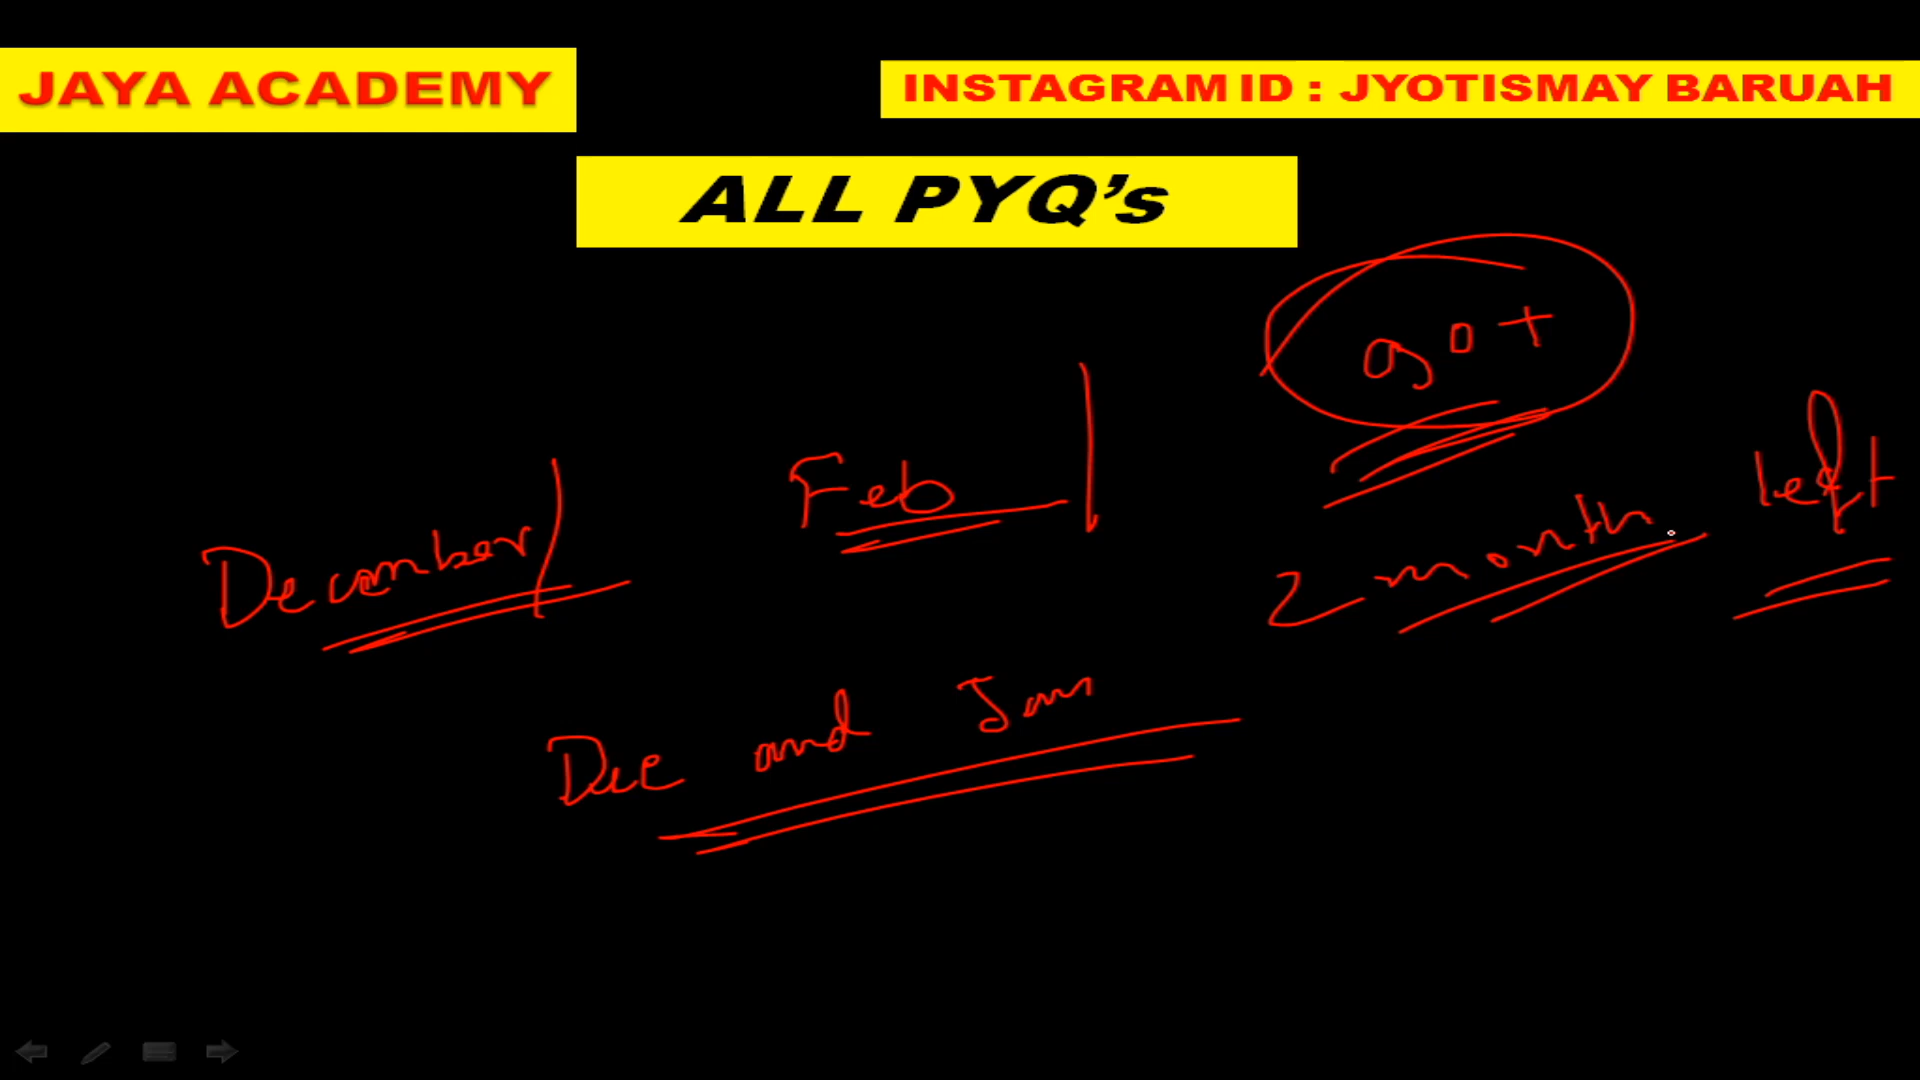 JAYA ACADEMY
INSTAGRAM ID : JYOTISMAY BARUAH
ALL PYQ's
90+
December
Feb
2 month left
Dec and Jan